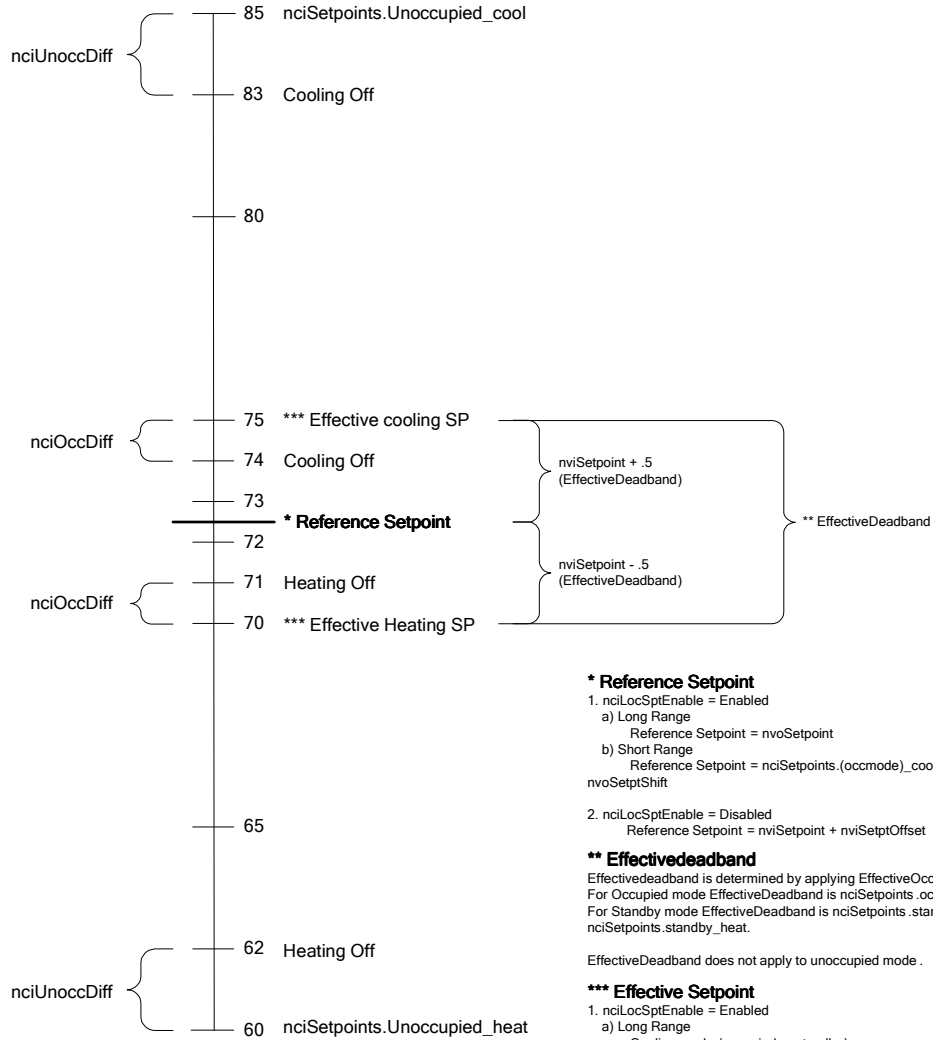 85 nciSetpoints.Unoccupied_cool
nciUnoccDiff
83 Cooling Off
80
75 *** Effective cooling SP
nciOccDiff
74 Cooling Off
nviSetpoint + .5
(EffectiveDeadband)
73
* Reference Setpoint
** EffectiveDeadband
72
nviSetpoint - .5
(EffectiveDeadband)
71 Heating Off
nciOccDiff
70 *** Effective Heating SP
* Reference Setpoint
1. nciLocSptEnable = Enabled
a) Long Range
Reference Setpoint = nvoSetpoint
b) Short Range
Reference Setpoint = nciSetpoints.(occmode)_coo
nvoSetptShift
65
2. nciLocSptEnable = Disabled
Reference Setpoint = nviSetpoint + nviSetptOffset
** Effectivedeadband
Effectivedeadband is determined by applying EffectiveOcc
For Occupied mode EffectiveDeadband is nciSetpoints.oc
For Standby mode EffectiveDeadband is nciSetpoints.star
nciSetpoints.standby_heat.
62 Heating Off
EffectiveDeadband does not apply to unoccupied mode.
nciUnoccDiff
*** Effective Setpoint
1. nciLocSptEnable = Enabled
a) Long Range
60 nciSetpoints.Unoccupied_heat